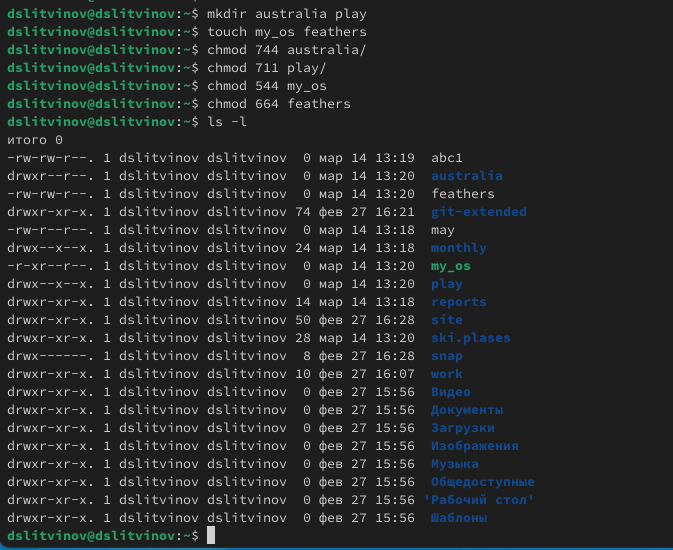 dslitvinov@dslitvinov:~$ mkdir australia play
dslitvinov@dslitvinov:~$ touch my_os feathers
dslitvinov@dslitvinov:~$ chmod 744 australia/
dslitvinov@dslitvinov:~$ chmod 711 play/
dslitvinov@dslitvinov:~$ chmod 544 my_os
dslitvinov@dslitvinov:~$ chmod 664 feathers
dslitvinov@dslitvinov:~$ ls -l
итого 0
-rw-rw-r--. 1 dslitvinov dslitvinov  0 мар 14 13:19  abc1
drwxr--r--. 1 dslitvinov dslitvinov  0 мар 14 13:20  australia
-rw-rw-r--. 1 dslitvinov dslitvinov  0 мар 14 13:20  feathers
drwxr-xr-x. 1 dslitvinov dslitvinov 74 фев 27 16:21  git-extended
-rw-r--r--. 1 dslitvinov dslitvinov  0 мар 14 13:18  may
drwx--x--x. 1 dslitvinov dslitvinov 24 мар 14 13:18  monthly
-r-xr--r--. 1 dslitvinov dslitvinov  0 мар 14 13:20  my_os
drwx--x--x. 1 dslitvinov dslitvinov  0 мар 14 13:20  play
drwxr-xr-x. 1 dslitvinov dslitvinov 14 мар 14 13:18  reports
drwxr-xr-x. 1 dslitvinov dslitvinov 50 фев 27 16:28  site
drwxr-xr-x. 1 dslitvinov dslitvinov 28 мар 14 13:20  ski.plases
drwx------. 1 dslitvinov dslitvinov  8 фев 27 16:28  snap
drwxr-xr-x. 1 dslitvinov dslitvinov 10 фев 27 16:07  work
drwxr-xr-x. 1 dslitvinov dslitvinov  0 фев 27 15:56  Видео
drwxr-xr-x. 1 dslitvinov dslitvinov  0 фев 27 15:56  Документы
drwxr-xr-x. 1 dslitvinov dslitvinov  0 фев 27 15:56  Загрузки
drwxr-xr-x. 1 dslitvinov dslitvinov  0 фев 27 15:56  Изображения
drwxr-xr-x. 1 dslitvinov dslitvinov  0 фев 27 15:56  Музыка
drwxr-xr-x. 1 dslitvinov dslitvinov  0 фев 27 15:56  Общедоступные
drwxr-xr-x. 1 dslitvinov dslitvinov  0 фев 27 15:56 'Рабочий стол'
drwxr-xr-x. 1 dslitvinov dslitvinov  0 фев 27 15:56  Шаблоны
dslitvinov@dslitvinov:~$